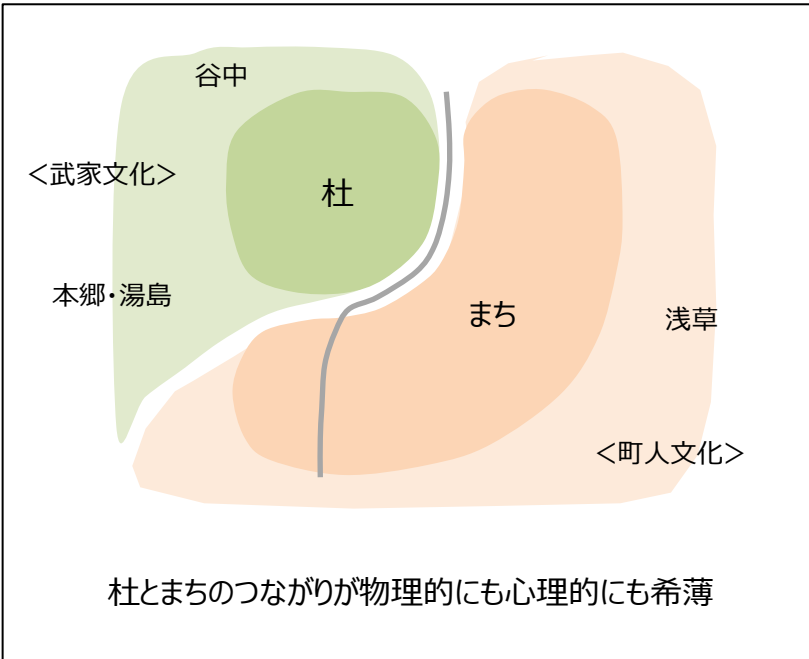 谷中
＜武家文化＞
杜
本郷・湯島
まち
浅草
＜町人文化＞
杜とまちのつながりが物理的にも心理的にも希薄